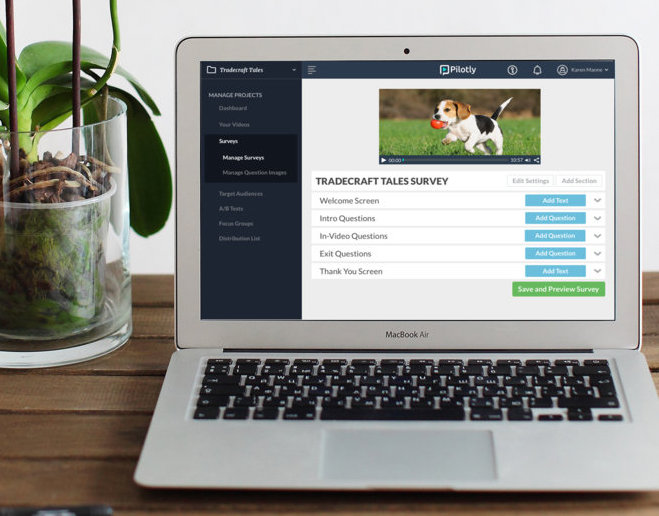 Tradecraft Tales
Pilotly
Karen Manne
MANAGE PROJECTS
Dashboard
Your Videos
Surveys
Manage Surveys
Manage Question Images
Target Audiences
A/B Tests
Focus Groups
Distribution List
00:00
10:57
TRADECRAFT TALES SURVEY
Edit Settings
Add Section
Welcome Screen
Add Text
Intro Questions
Add Question
In-Video Questions
Add Question
Exit Questions
Add Question
Thank You Screen
Add Text
Save and Preview Survey
MacBook Air